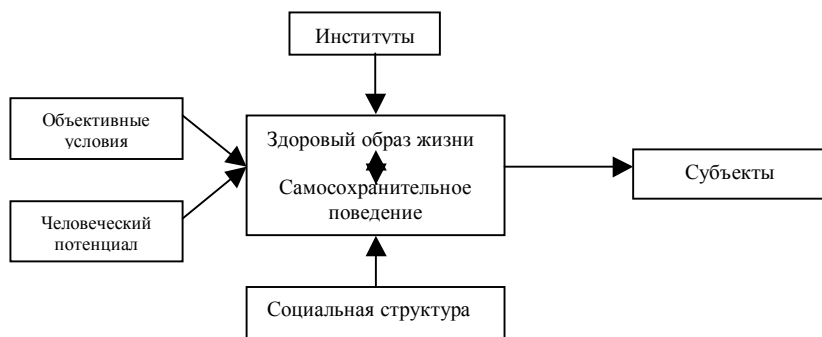 Институты
Объективные
условия
Здоровый образ жизни
Самосохранительное
поведение
Субъекты
Человеческий
потенциал
Социальная структура